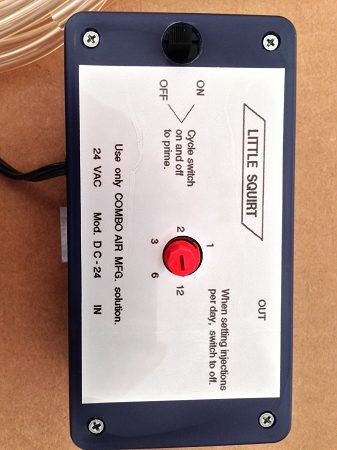 LITTLE SQUIRT
OUT
ON
OFF
Cycle switch
on and off
to prime.
When setting injections
per day, switch to off.
1
2
3
6
12
Use only COMBO AIR MFG. solution.
24 VAC Mod. DC-24 IN